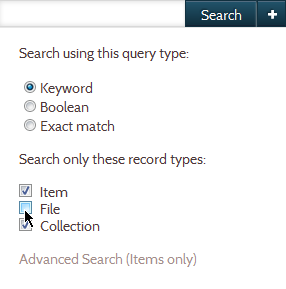 Search +
Search using this query type:
Keyword
Boolean
Exact match
Search only these record types:
Item
File
Collection
Advanced Search (Items only)